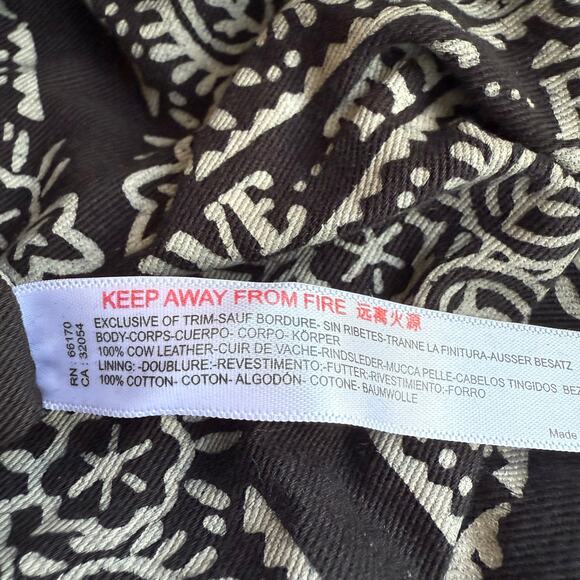 VE
KEEP AWAY FROM FIRE 远离火源
RN : 66170
CA : 32054
EXCLUSIVE OF TRIM-SAUF BORDURE- SIN RIBETES-TRANNE LA FINITURA-AUSSER BESATZ
BODY-CORPS-CUERPO- CORPO- KÖRPER
100% COW LEATHER-CUIR DE VACHE-RINDSLEDER-MUCCA PELLE-CABELOS TINGIDOS BEZ
LINING:-DOUBLURE:-REVESTIMENTO:-FUTTER:-RIVESTIMENTO:-FORRO
100% COTTON- COTON- ALGODÓN- COTONE- BAUMWOLLE
Made